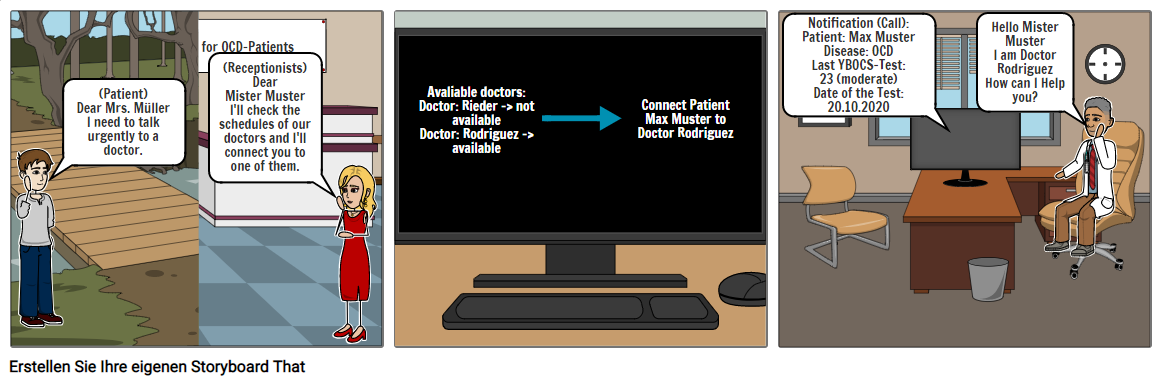 for OCD-Patients
(Patient)
Dear Mrs. Müller
I need to talk
urgently to a
doctor.
(Receptionists)
Dear
Mister Muster
I'll check the
schedules of our
doctors and I'll
connect you to
one of them.
Avaliable doctors:
Doctor: Rieder -> not
available
Doctor: Rodriguez ->
available
Connect Patient
Max Muster to
Doctor Rodriguez
Notification (Call):
Patient: Max Muster
Disease: OCD
Last YBOCS-Test:
23 (moderate)
Date of the Test:
20.10.2020
Hello Mister
Muster
I am Doctor
Rodriguez
How can I Help
you?
Erstellen Sie Ihre eigenen Storyboard That